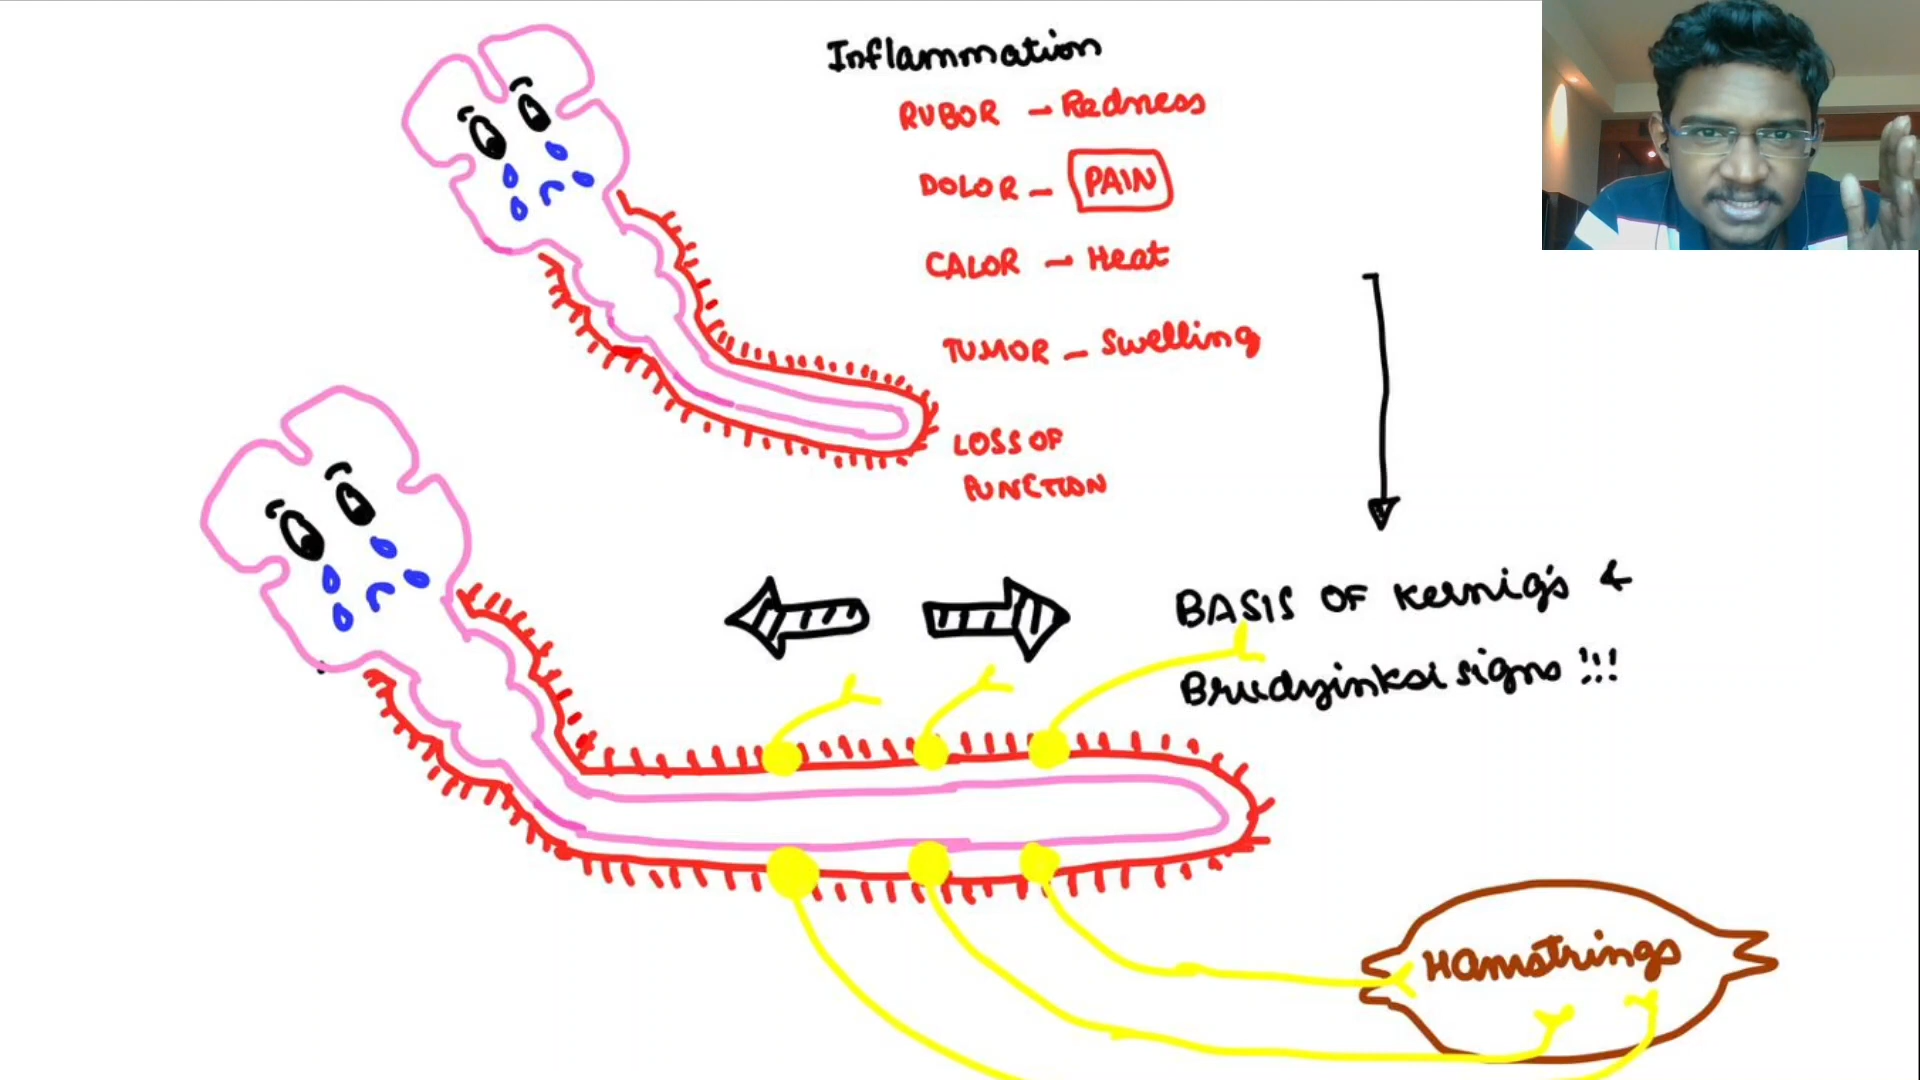 Inflammation
RUBOR - Redness
DOLOR - PAIN
CALOR - Heat
TUMOR - Swelling
LOSS OF
FUNCTION
BASIS OF Kernig's &
Brudzinksi signs !!!
Hamstrings